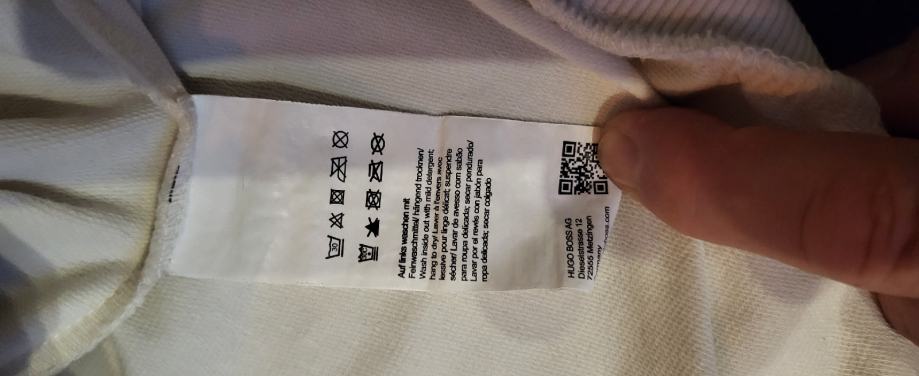 30
Auf links waschen mit
Feinwaschmittel/ hängend trocknen/
Wash inside out with mild detergent;
hang to dry/ Laver à l'envers avec
lessive pour linge délicat; suspendre
sécher/ Lavar de avesso com sabão
para roupa delicada; secar pendurado/
Lavar por el revés con jabón para
ropa delicada; secar colgado
HUGO BOSS AG
Dieselstrasse 12
72555 Metzingen